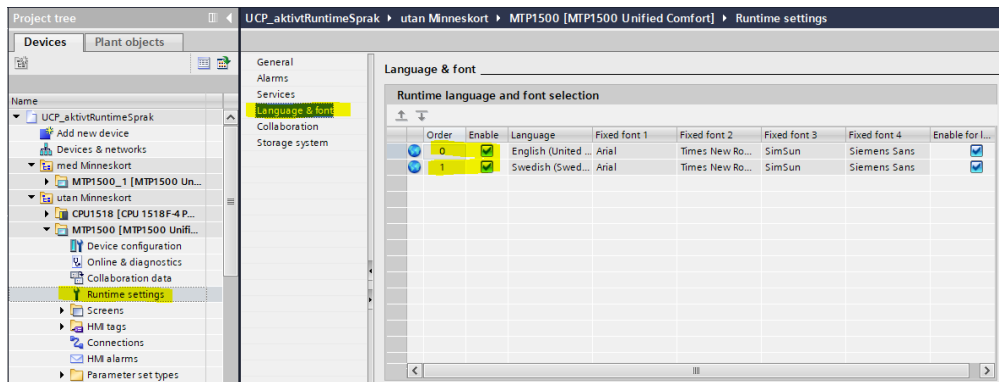 Project tree
Devices
Plant objects
Name
UCP_aktivtRuntimeSprak
Add new device
Devices & networks
med Minneskort
MTP1500_1 [MTP1500 Un...
utan Minneskort
CPU1518 [CPU 1518F-4 P...
MTP1500 [MTP1500 Unifi...
Device configuration
Online & diagnostics
Collaboration data
Runtime settings
Screens
HMI tags
Connections
HMI alarms
Parameter set types
UCP_aktivtRuntimeSprak utan Minneskort MTP1500 [MTP1500 Unified Comfort] Runtime settings
General
Alarms
Services
Language & font
Collaboration
Storage system
Language & font
Runtime language and font selection
Order Enable Language Fixed font 1 Fixed font 2 Fixed font 3 Fixed font 4 Enable for l...
0 English (United ... Arial Times New Ro... SimSun Siemens Sans
1 Swedish (Swed... Arial Times New Ro... SimSun Siemens Sans